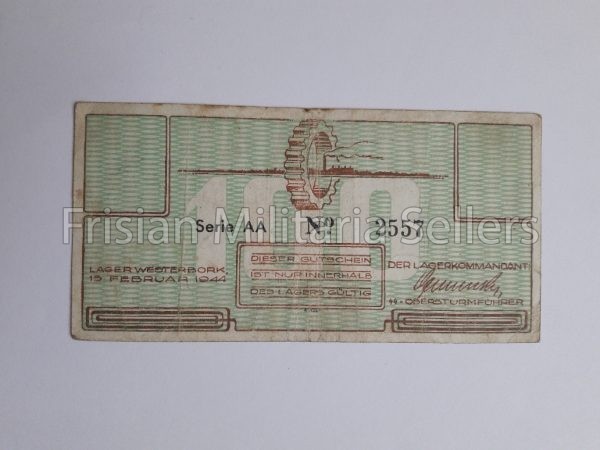 100
Serie AA No 2557
Frisian Militaria Sellers
DIESER GUTSCHEIN
IST NUR INNERHALB
DES LAGERS GÜLTIG
LAGER WESTERBORK,
15 FEBRUAR 1944
DER LAGERKOMMANDANT:
SS-OBERSTURMFÜHRER